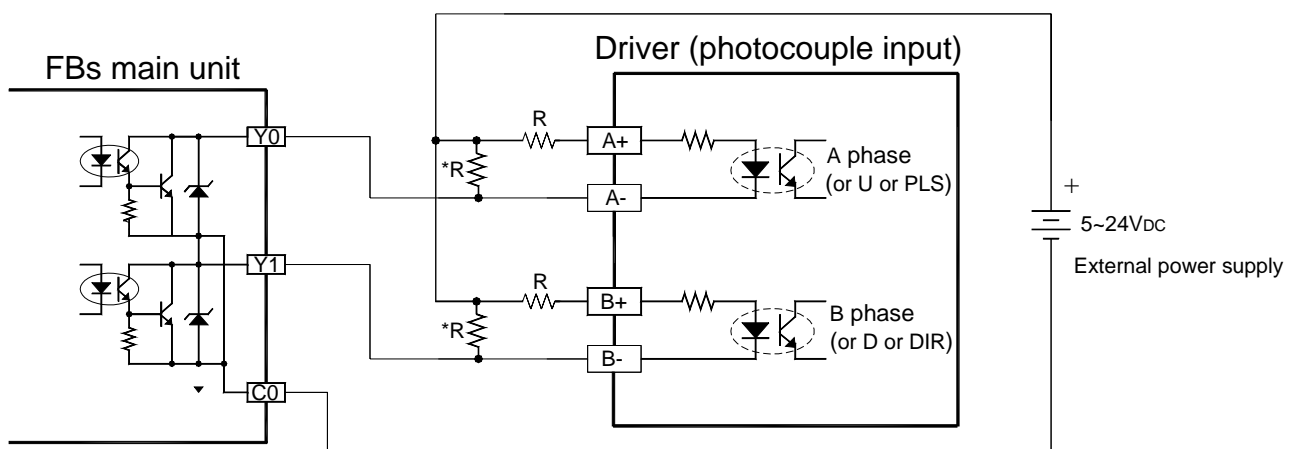 Driver (photocouple input)
FBs main unit
Y0
R
A+
*R
A phase
(or U or PLS)
A-
+
5~24VDC
External power supply
Y1
R
B+
*R
B phase
(or D or DIR)
B-
C0